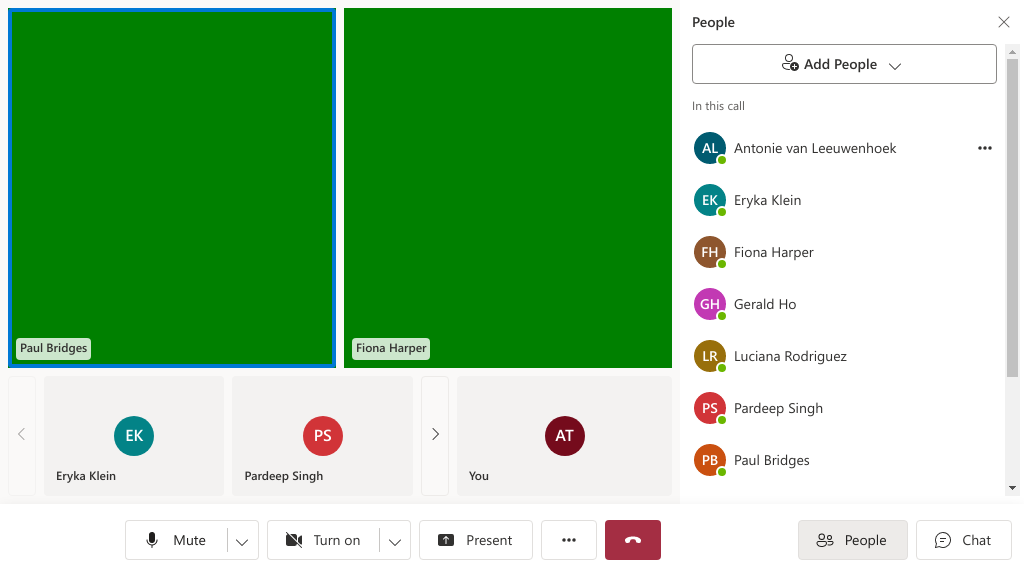 Paul Bridges
Fiona Harper
EK
Eryka Klein
PS
Pardeep Singh
AT
You
People
Add People
In this call
AL Antonie van Leeuwenhoek
EK Eryka Klein
FH Fiona Harper
GH Gerald Ho
LR Luciana Rodriguez
PS Pardeep Singh
PB Paul Bridges
Mute Turn on Present People Chat